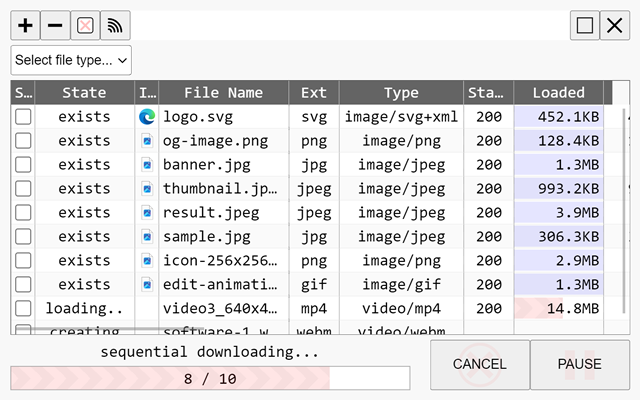 Select file type...
S… State I… File Name Ext Type Sta… Loaded
exists logo.svg svg image/svg+xml 200 452.1KB
exists og-image.png png image/png 200 128.4KB
exists banner.jpg jpg image/jpeg 200 1.3MB
exists thumbnail.jp… jpeg image/jpeg 200 993.2KB
exists result.jpeg jpeg image/jpeg 200 3.9MB
exists sample.jpg jpg image/jpeg 200 306.3KB
exists icon-256x256… png image/png 200 2.9MB
exists edit-animati… gif image/gif 200 1.3MB
loading.. video3_640x4… mp4 video/mp4 200 14.8MB
creating software-1_w… webm video/webm
sequential downloading...
8 / 10
CANCEL PAUSE